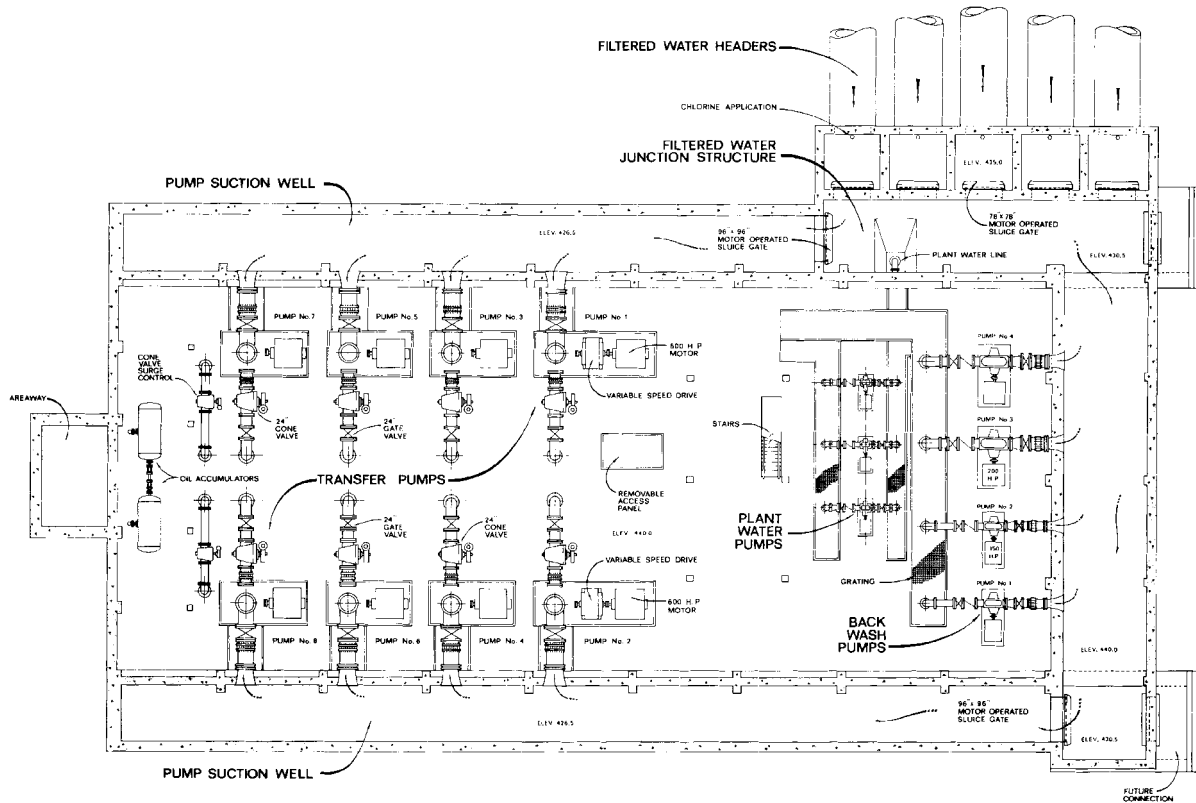 FILTERED WATER HEADERS
CHLORINE APPLICATION
FILTERED WATER
JUNCTION STRUCTURE
ELEV. 425.0
PUMP SUCTION WELL
78"x 78"
MOTOR OPERATED
SLUICE GATE
ELEV. 426.5
96"x 96"
MOTOR OPERATED
SLUICE GATE
PLANT WATER LINE
ELEV. 430.5
PUMP No. 7
PUMP No. 5
PUMP No. 3
PUMP No. 1
600 H P
MOTOR
PUMP No. 4
CONE
VALVE
SURGE
CONTROL
VARIABLE SPEED DRIVE
AREAWAY
24"
CONE
VALVE
24"
GATE
VALVE
STAIRS
PUMP No. 3
OIL ACCUMULATORS
TRANSFER PUMPS
REMOVABLE
ACCESS
PANEL
200
H P
24"
GATE
VALVE
24"
CONE
VALVE
ELEV. 440.0
PLANT
WATER
PUMPS
PUMP No. 2
150
H P
VARIABLE SPEED DRIVE
GRATING
PUMP No. 1
600 H. P
MOTOR
BACK
WASH
PUMPS
PUMP No. 8
PUMP No. 6
PUMP No. 4
PUMP No. 2
ELEV. 440.0
96"x 96"
MOTOR OPERATED
SLUICE GATE
ELEV. 426.5
ELEV. 420.5
PUMP SUCTION WELL
FUTURE
CONNECTION